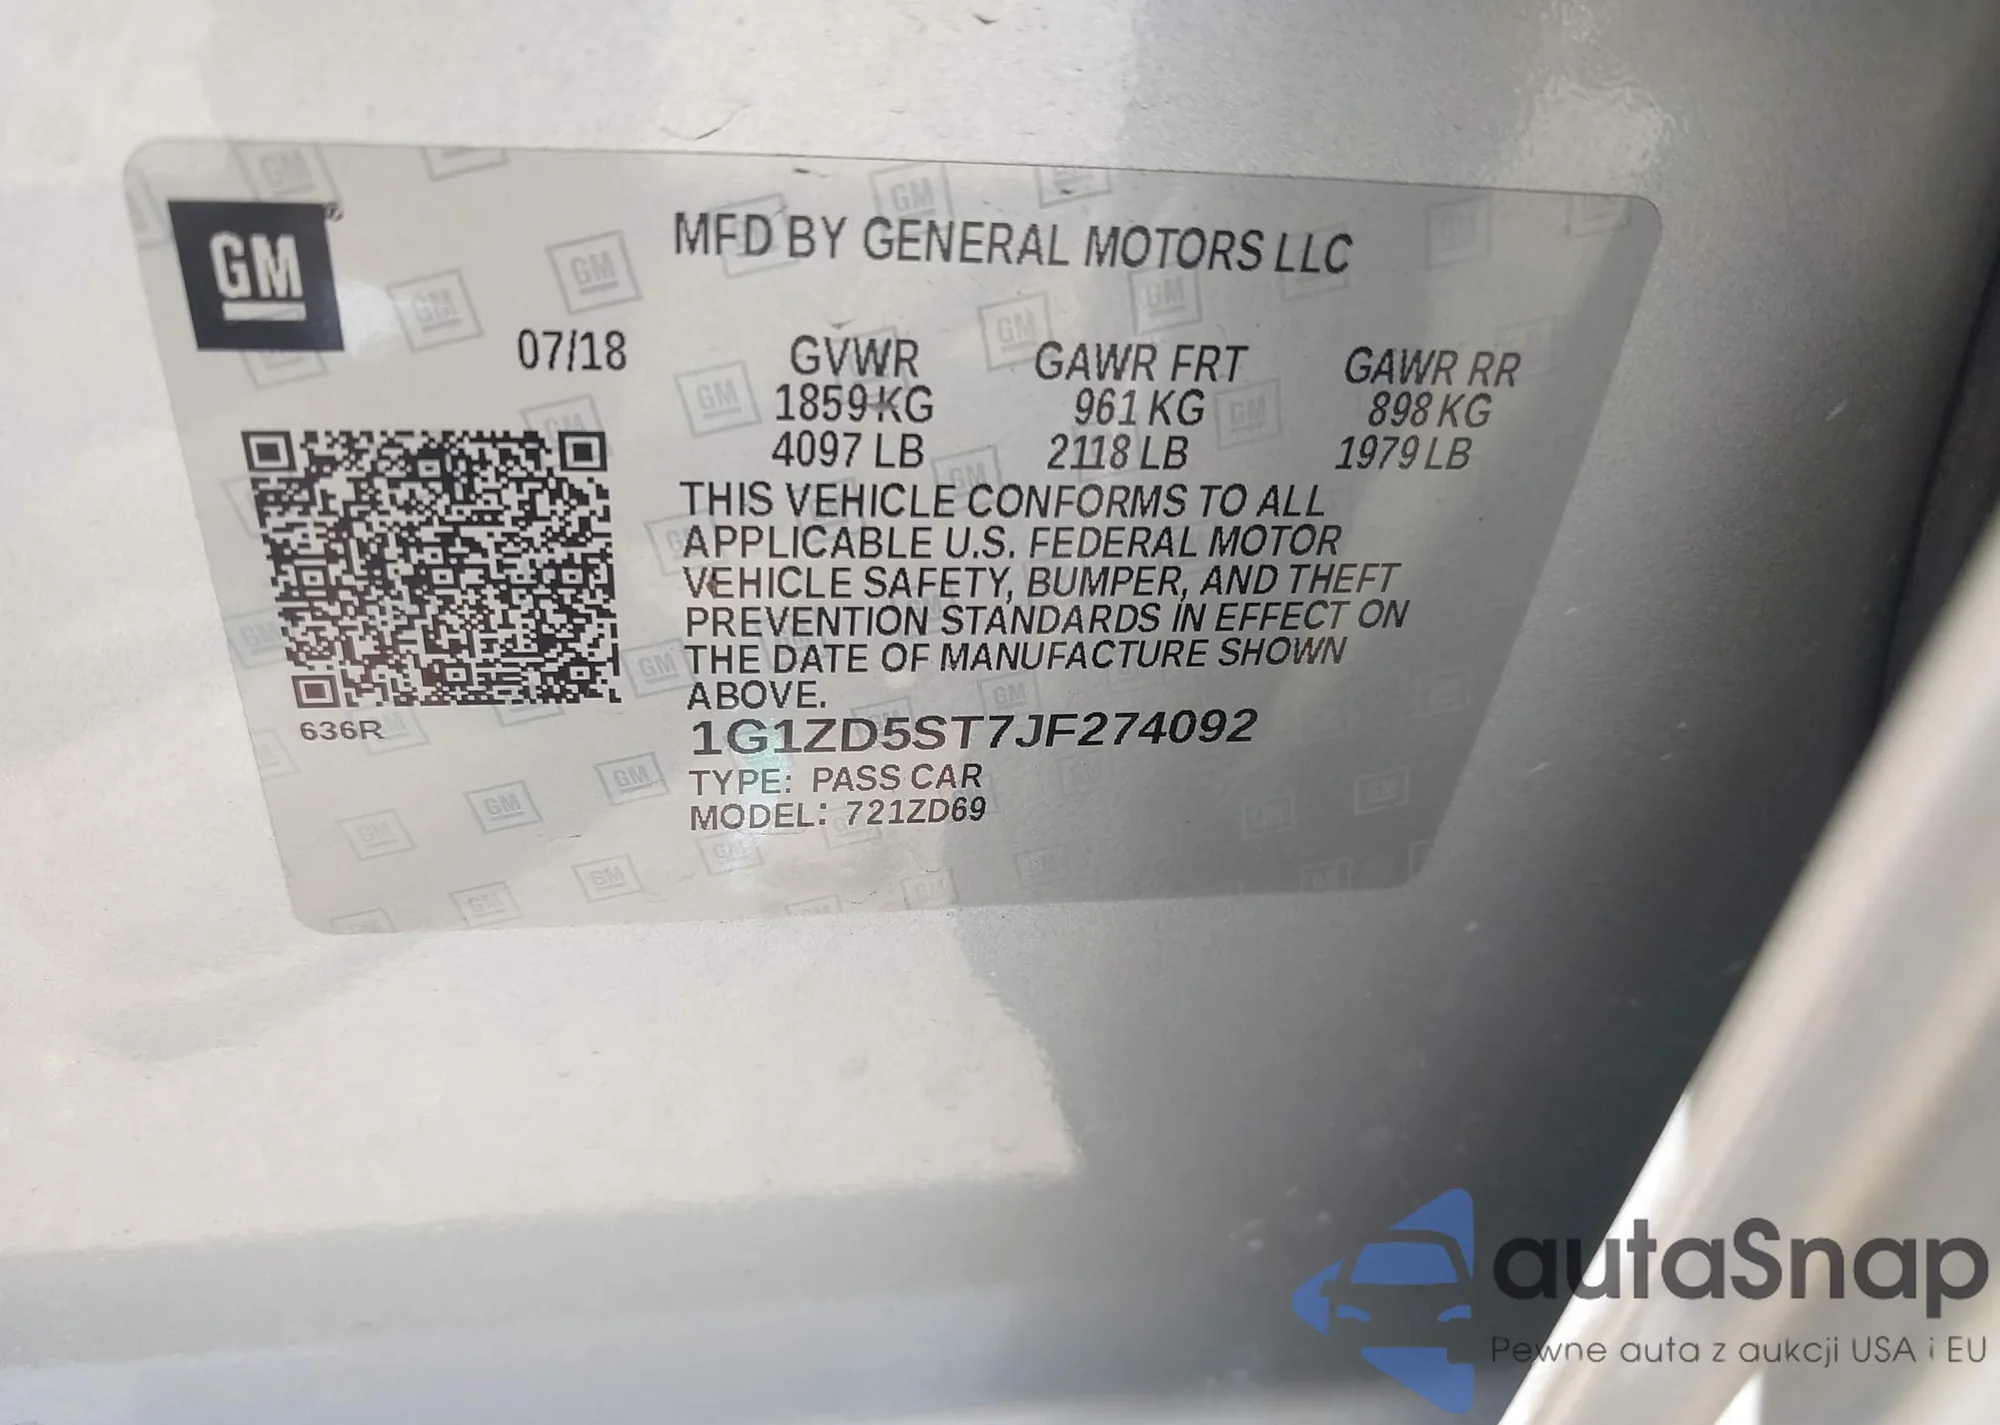 GM
MFD BY GENERAL MOTORS LLC
07/18 GVWR GAWR FRT GAWR RR
1859 KG 961 KG 898 KG
4097 LB 2118 LB 1979 LB
THIS VEHICLE CONFORMS TO ALL
APPLICABLE U.S. FEDERAL MOTOR
VEHICLE SAFETY, BUMPER, AND THEFT
PREVENTION STANDARDS IN EFFECT ON
THE DATE OF MANUFACTURE SHOWN
ABOVE.
636R
1G1ZD5ST7JF274092
TYPE: PASS CAR
MODEL: 721ZD69
autaSnap
Pewne auta z aukcji USA i EU